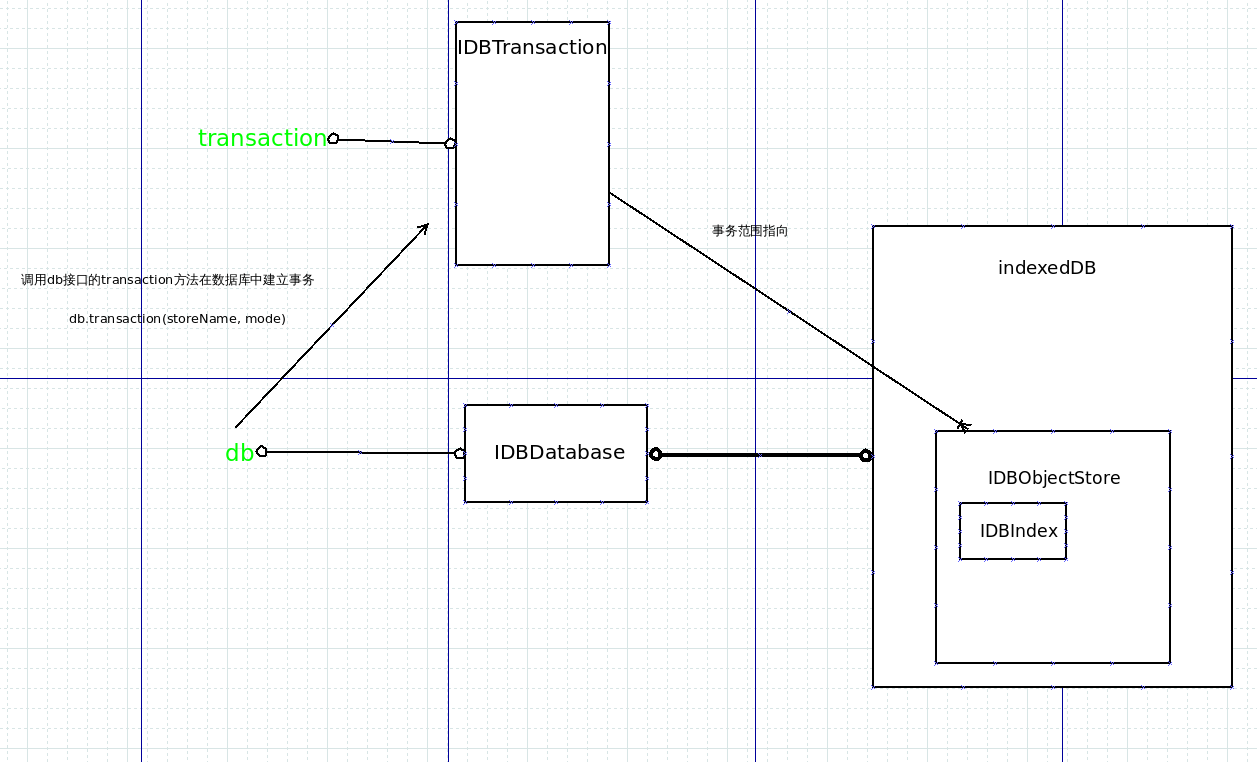 IDBTransaction
transaction
事务范围指向
indexedDB
调用db接口的transaction方法在数据库中建立事务
db.transaction(storeName, mode)
db
IDBDatabase
IDBObjectStore
IDBIndex